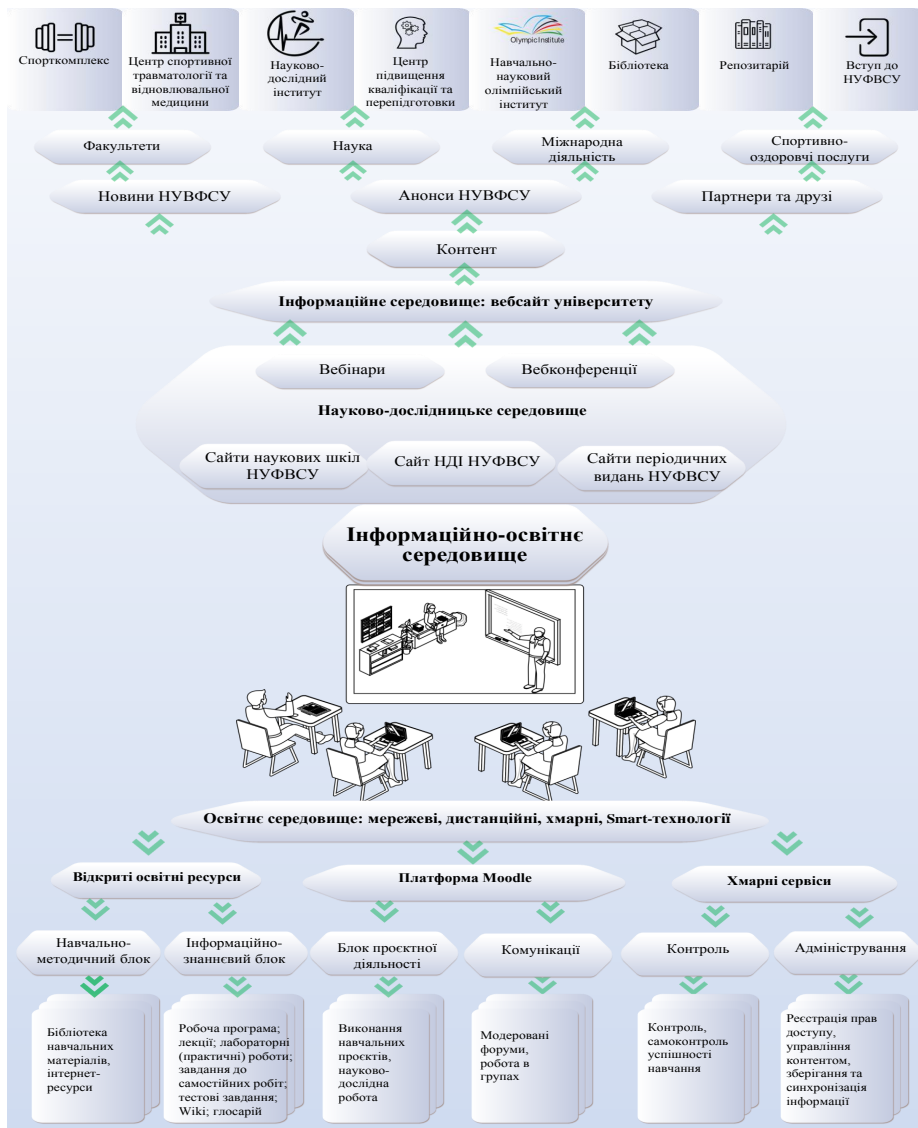 Спорткомплекс
Центр спортивної
травматології та
відновлювальної
медицини
Науково-
дослідний
інститут
Центр
підвищення
кваліфікації та
перепідготовки
Olympic Institute
Навчально-
науковий
олімпійський
інститут
Бібліотека
Репозитарій
Вступ до
НУФВСУ
Факультети
Наука
Міжнародна
діяльність
Спортивно-
оздоровчі послуги
Новини НУВФСУ
Анонси НУВФСУ
Партнери та друзі
Контент
Інформаційне середовище: вебсайт університету
Вебінари
Вебконференції
Науково-дослідницьке середовище
Сайти наукових шкіл
НУФВСУ
Сайт НДІ НУФВСУ
Сайти періодичних
видань НУФВСУ
Інформаційно-освітнє
середовище
Освітнє середовище: мережеві, дистанційні, хмарні, Smart-технології
Відкриті освітні ресурси
Платформа Moodle
Хмарні сервіси
Навчально-
методичний блок
Інформаційно-
знаннєвий блок
Блок проєктної
діяльності
Комунікації
Контроль
Адміністрування
Бібліотека
навчальних
матеріалів,
інтернет-
ресурси
Робоча програма;
лекції; лабораторні
(практичні) роботи;
завдання до
самостійних робіт;
тестові завдання;
Wiki; глосарій
Виконання
навчальних
проєктів,
науково-
дослідна
робота
Модеровані
форуми,
робота в
групах
Контроль,
самоконтроль
успішності
навчання
Реєстрація прав
доступу,
управління
контентом,
зберігання та
синхронізація
інформації